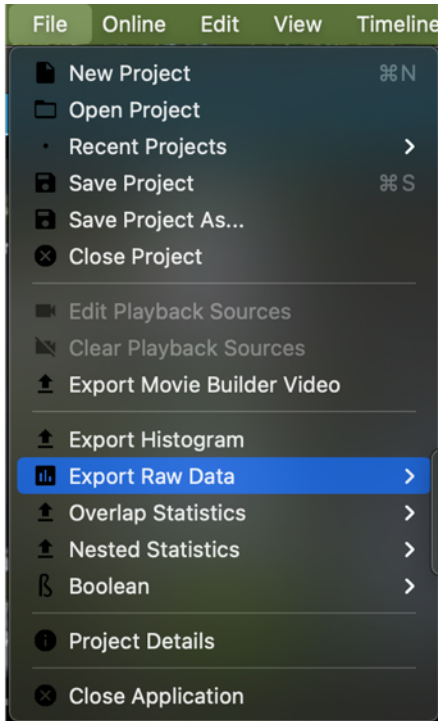 File Online Edit View Timeline
New Project ⌘N
Open Project
Recent Projects
Save Project ⌘S
Save Project As...
Close Project
Edit Playback Sources
Clear Playback Sources
Export Movie Builder Video
Export Histogram
Export Raw Data
Overlap Statistics
Nested Statistics
ß Boolean
Project Details
Close Application